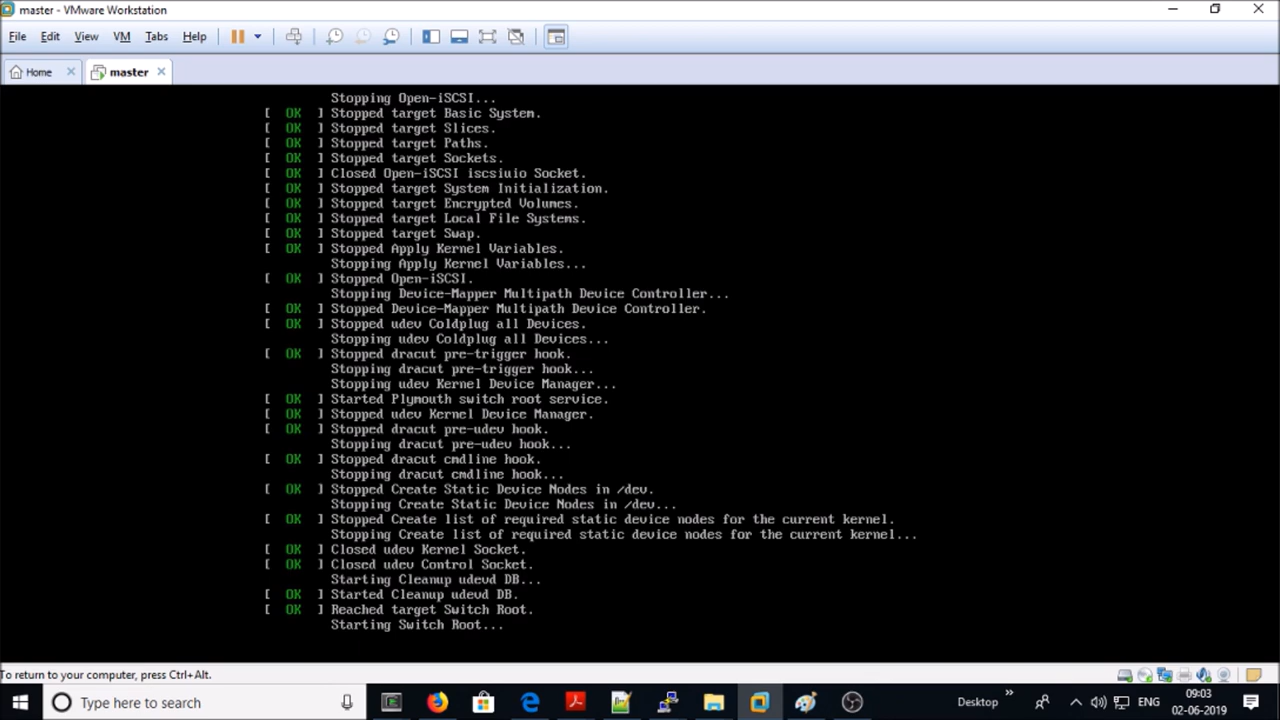 master - VMware Workstation
File Edit View VM Tabs Help
Home master
Stopping Open-iSCSI...
[ OK ] Stopped target Basic System.
[ OK ] Stopped target Slices.
[ OK ] Stopped target Paths.
[ OK ] Stopped target Sockets.
[ OK ] Closed Open-iSCSI iscsiuio Socket.
[ OK ] Stopped target System Initialization.
[ OK ] Stopped target Encrypted Volumes.
[ OK ] Stopped target Local File Systems.
[ OK ] Stopped target Swap.
[ OK ] Stopped Apply Kernel Variables.
Stopping Apply Kernel Variables...
[ OK ] Stopped Open-iSCSI.
Stopping Device-Mapper Multipath Device Controller...
[ OK ] Stopped Device-Mapper Multipath Device Controller.
[ OK ] Stopped udev Coldplug all Devices.
Stopping udev Coldplug all Devices...
[ OK ] Stopped dracut pre-trigger hook.
Stopping dracut pre-trigger hook...
Stopping udev Kernel Device Manager...
[ OK ] Started Plymouth switch root service.
[ OK ] Stopped udev Kernel Device Manager.
[ OK ] Stopped dracut pre-udev hook.
Stopping dracut pre-udev hook...
[ OK ] Stopped dracut cmdline hook.
Stopping dracut cmdline hook...
[ OK ] Stopped Create Static Device Nodes in /dev.
Stopping Create Static Device Nodes in /dev...
[ OK ] Stopped Create list of required static device nodes for the current kernel.
Stopping Create list of required static device nodes for the current kernel...
[ OK ] Closed udev Kernel Socket.
[ OK ] Closed udev Control Socket.
Starting Cleanup udevd DB...
[ OK ] Started Cleanup udevd DB.
[ OK ] Reached target Switch Root.
Starting Switch Root...
To return to your computer, press Ctrl+Alt.
Type here to search
Desktop
ENG
09:03
02-06-2019